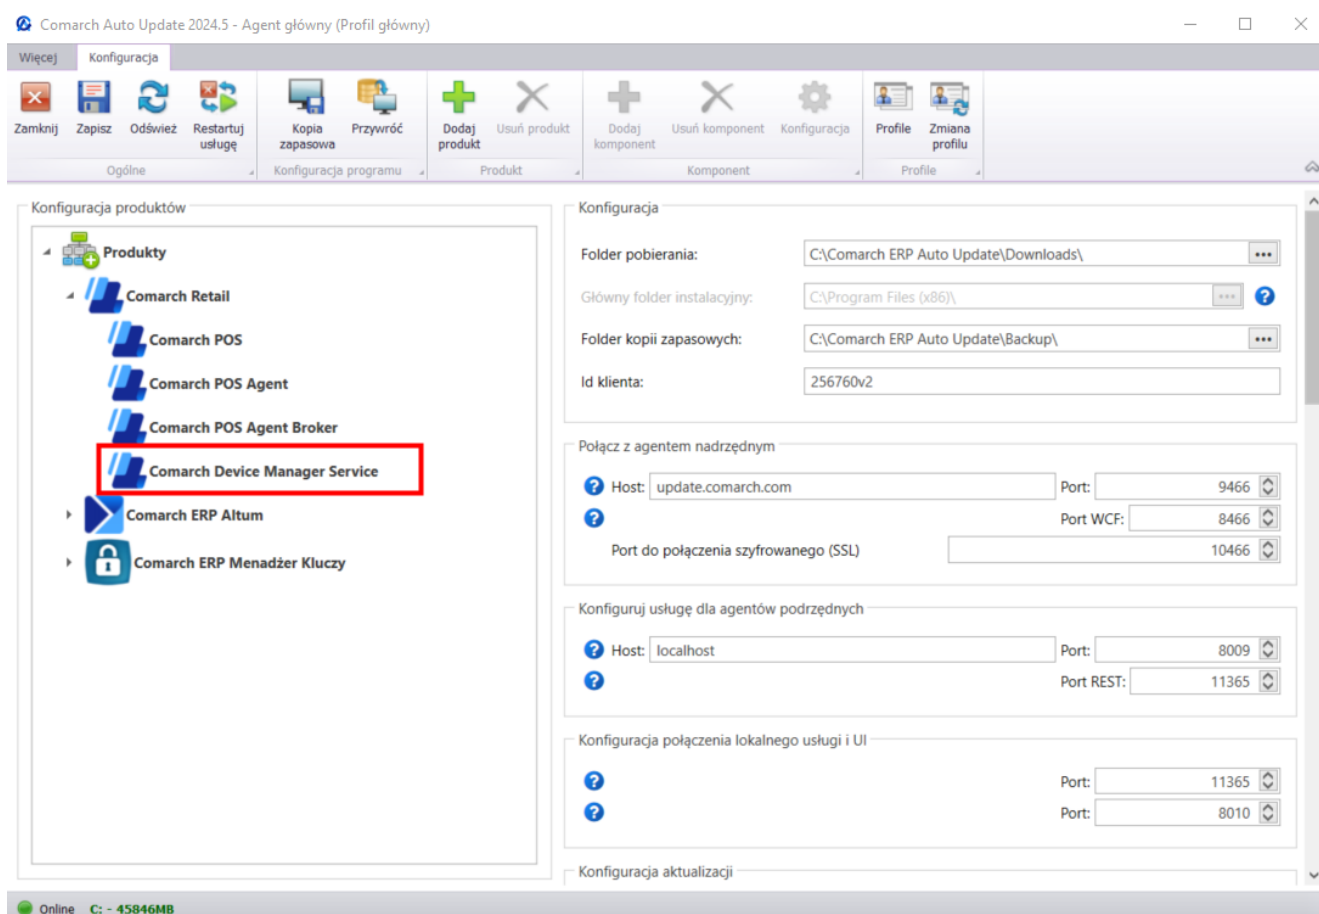 Comarch Auto Update 2024.5 - Agent główny (Profil główny)
Więcej Konfiguracja
Zamknij Zapisz Odśwież Restartuj usługę Kopia zapasowa Przywróć Dodaj produkt Usuń produkt Dodaj komponent Usuń komponent Konfiguracja Profile Zmiana profilu
Ogólne Konfiguracja programu Produkt Komponent Profile
Konfiguracja produktów
Produkty
Comarch Retail
Comarch POS
Comarch POS Agent
Comarch POS Agent Broker
Comarch Device Manager Service
Comarch ERP Altum
Comarch ERP Menadżer Kluczy
Konfiguracja
Folder pobierania: C:\Comarch ERP Auto Update\Downloads\ ...
Główny folder instalacyjny: C:\Program Files (x86)\ ... ?
Folder kopii zapasowych: C:\Comarch ERP Auto Update\Backup\ ...
Id klienta: 256760v2
Połącz z agentem nadrzędnym
? Host: update.comarch.com Port: 9466
? Port WCF: 8466
Port do połączenia szyfrowanego (SSL) 10466
Konfiguruj usługę dla agentów podrzędnych
? Host: localhost Port: 8009
? Port REST: 11365
Konfiguracja połączenia lokalnego usługi i UI
? Port: 11365
? Port: 8010
Konfiguracja aktualizacji
Online C: - 45846MB